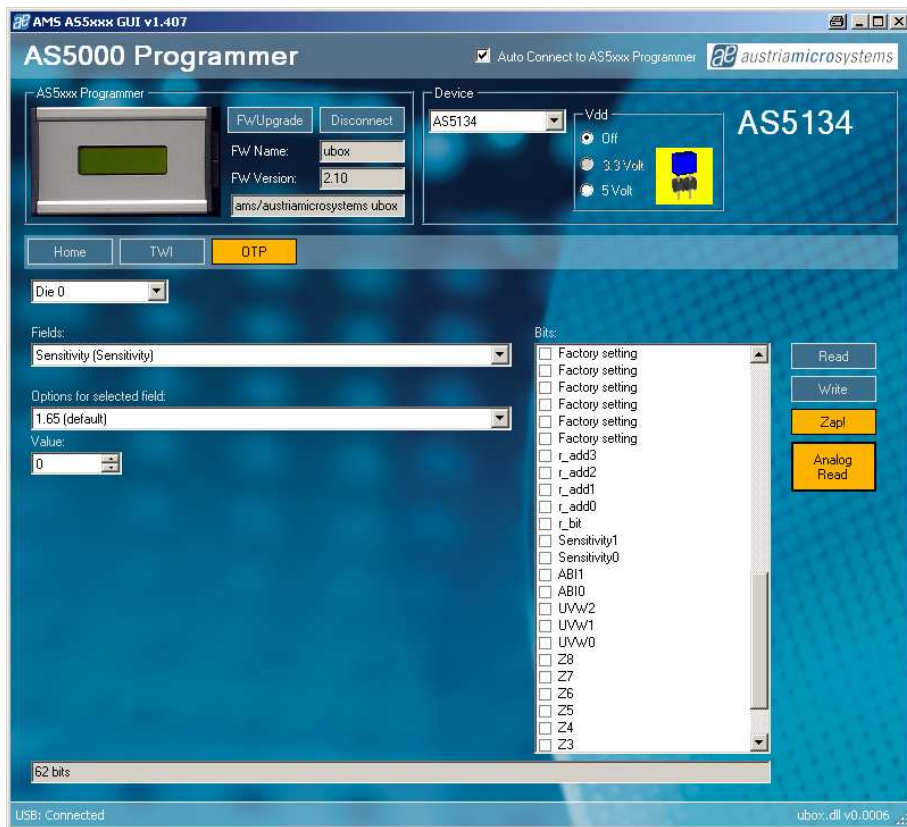 AMS AS5xxx GUI v1.407
AS5000 Programmer
Auto Connect to AS5xxx Programmer
austriamicrosystems
AS5xxx Programmer
FWUpgrade
Disconnect
FW Name:
ubox
FW Version:
2.10
ams/austriamicrosystems ubox
Device
AS5134
Vdd
Off
3.3 Volt
5 Volt
AS5134
Home
TWI
OTP
Die 0
Fields:
Sensitivity (Sensitivity)
Options for selected field:
1.65 (default)
Value:
0
Bits:
Factory setting
Factory setting
Factory setting
Factory setting
Factory setting
Factory setting
r_add3
r_add2
r_add1
r_add0
r_bit
Sensitivity1
Sensitivity0
ABI1
ABI0
UVW2
UVW1
UVW0
Z8
Z7
Z6
Z5
Z4
Z3
Read
Write
Zap!
Analog
Read
62 bits
USB: Connected
ubox.dll v0.0006